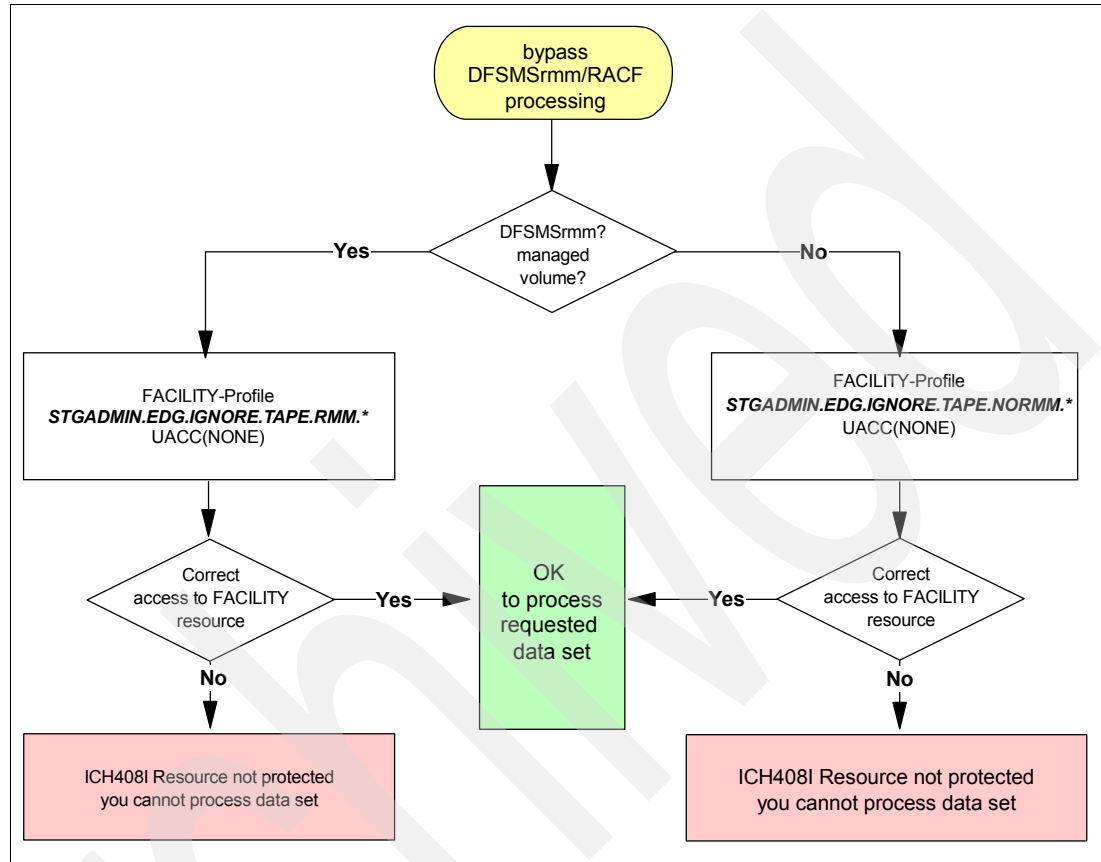 bypass
DFSMSrmm/RACF
processing
DFSMSrmm?
managed
volume?
Yes
No
FACILITY-Profile
STGADMIN.EDG.IGNORE.TAPE.RMM.*
UACC(NONE)
FACILITY-Profile
STGADMIN.EDG.IGNORE.TAPE.NORMM.*
UACC(NONE)
Correct
access to FACILITY
resource
Yes
OK
to process
requested
data set
Yes
Correct
access to FACILITY
resource
No
No
ICH408I Resource not protected
you cannot process data set
ICH408I Resource not protected
you cannot process data set
hived